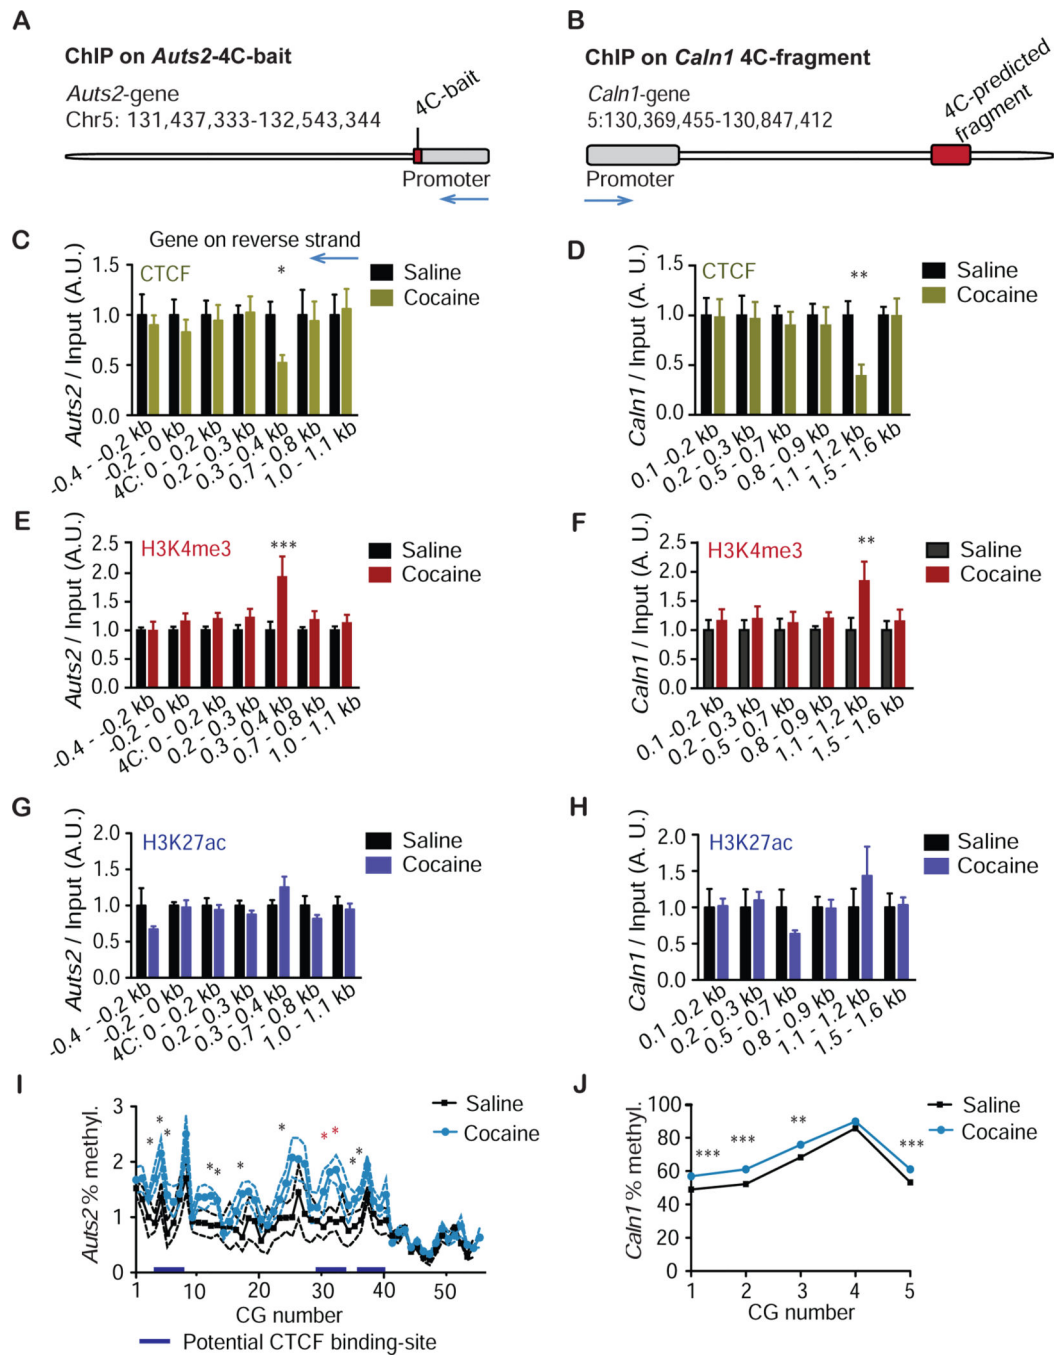 A
ChIP on Auts2-4C-bait
Auts2-gene
Chr5: 131,437,333-132,543,344
4C-bait
Promoter
B
ChIP on Caln1 4C-fragment
Caln1-gene
5:130,369,455-130,847,412
4C-predicted
fragment
Promoter
C
Gene on reverse strand
CTCF
*
Saline
Cocaine
Auts2 / Input (A.U.)
1.5
1.0
0.5
0.0
-0.4 - -0.2 kb
-0.2 - 0 kb
4C: 0 - 0.2 kb
0.2 - 0.3 kb
0.3 - 0.4 kb
0.7 - 0.8 kb
1.0 - 1.1 kb
D
CTCF
**
Saline
Cocaine
Caln1 / Input (A. U.)
1.5
1.0
0.5
0.0
0.1 -0.2 kb
0.2 - 0.3 kb
0.5 - 0.7 kb
0.8 - 0.9 kb
1.1 - 1.2 kb
1.5 - 1.6 kb
E
H3K4me3
***
Saline
Cocaine
Auts2 / Input (A.U.)
2.5
2.0
1.5
1.0
0.5
0.0
-0.4 - -0.2 kb
-0.2 - 0 kb
4C: 0 - 0.2 kb
0.2 - 0.3 kb
0.3 - 0.4 kb
0.7 - 0.8 kb
1.0 - 1.1 kb
F
H3K4me3
**
Saline
Cocaine
Caln1 / Input (A. U.)
2.5
2.0
1.5
1.0
0.5
0.0
0.1 -0.2 kb
0.2 - 0.3 kb
0.5 - 0.7 kb
0.8 - 0.9 kb
1.1 - 1.2 kb
1.5 - 1.6 kb
G
H3K27ac
Saline
Cocaine
Auts2 / Input (A.U.)
2.0
1.5
1.0
0.5
0.0
-0.4 - -0.2 kb
-0.2 - 0 kb
4C: 0 - 0.2 kb
0.2 - 0.3 kb
0.3 - 0.4 kb
0.7 - 0.8 kb
1.0 - 1.1 kb
H
H3K27ac
Saline
Cocaine
Caln1 / Input (A. U.)
2.0
1.5
1.0
0.5
0.0
0.1 -0.2 kb
0.2 - 0.3 kb
0.5 - 0.7 kb
0.8 - 0.9 kb
1.1 - 1.2 kb
1.5 - 1.6 kb
I
Saline
Cocaine
Auts2 % methyl.
3
2
1
0
* * * * * * * * * * *
1 10 20 30 40 50
CG number
Potential CTCF binding-site
J
Saline
Cocaine
Caln1 % methyl.
100
80
60
40
20
0
*** *** ** ***
1 2 3 4 5
CG number